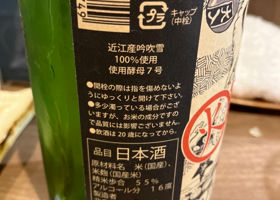 プラ
キャップ
(中栓)
近江産吟吹雪
100%使用
使用酵母7号
●開栓の際は指を傷めないよう
にゆっくりと開けて下さい。
●多少濁っている場合がござ
いますが、お米の成分ですので
品質には影響ございません。
●飲酒は20歳になってから。
品目 日本酒
原材料名 米(国産)、
米麹(国産米)
精米歩合 55%
アルコール分 16度
製造者